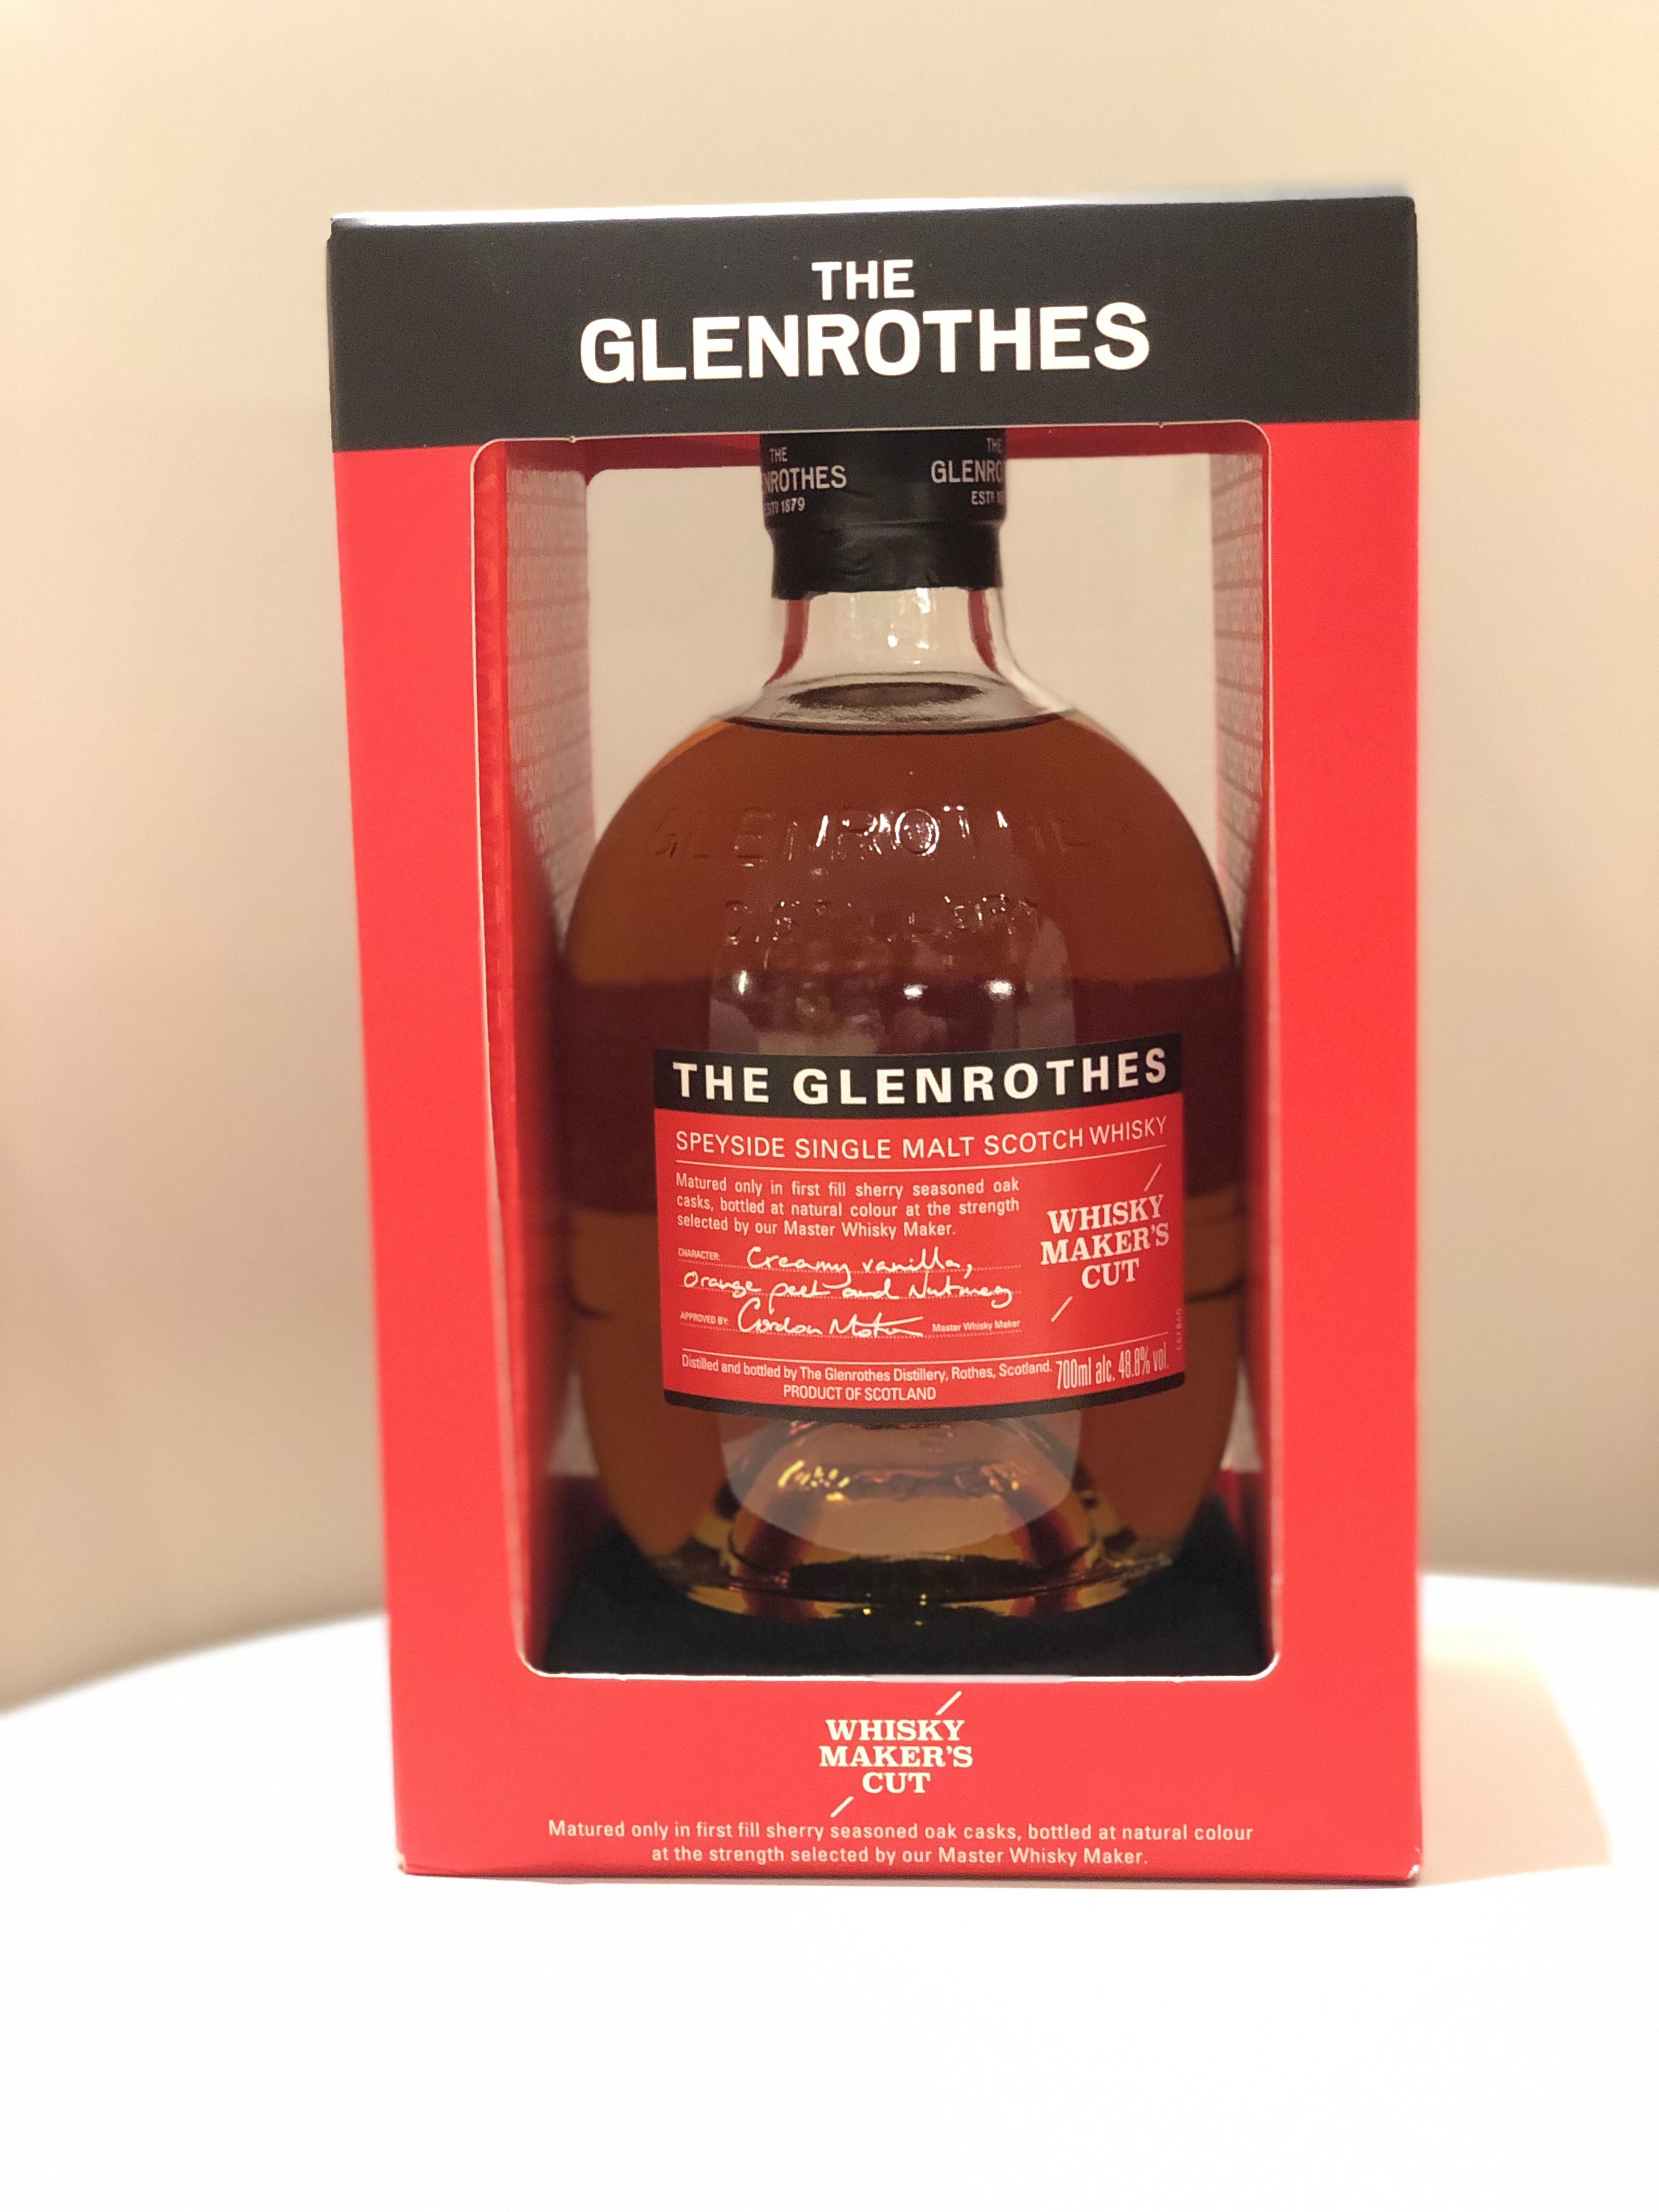 THE
GLENROTHES
THE
GLENROTHES
ESTD 1879
GLENROTHES
DISTILLERY
THE GLENROTHES
SPEYSIDE SINGLE MALT SCOTCH WHISKY
Matured only in first fill sherry seasoned oak
casks, bottled at natural colour at the strength
selected by our Master Whisky Maker.
CHARACTER: Creamy vanilla,
Orange peel and Nutmeg
APPROVED BY: Gordon Motion Master Whisky Maker
WHISKY
MAKER'S
CUT
Distilled and bottled by The Glenrothes Distillery, Rothes, Scotland.
PRODUCT OF SCOTLAND
700ml alc. 48.8% vol.
WHISKY
MAKER'S
CUT
Matured only in first fill sherry seasoned oak casks, bottled at natural colour
at the strength selected by our Master Whisky Maker.